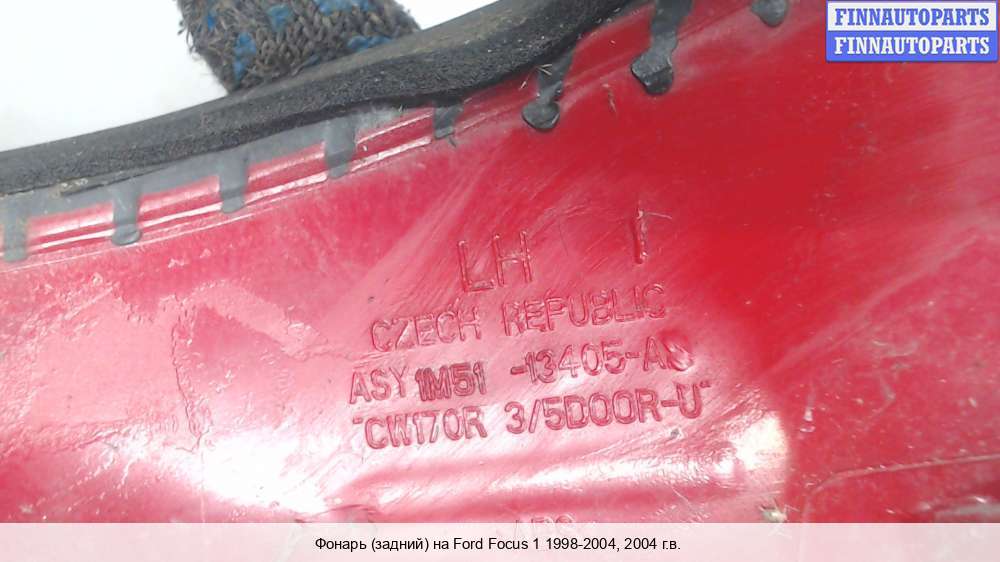 FINNAUTOPARTS
FINNAUTOPARTS
LH I
CZECH REPUBLIC
ASY 1M51 -13405-A
"CW170R 3/5DOOR-U"
Фонарь (задний) на Ford Focus 1 1998-2004, 2004 г.в.